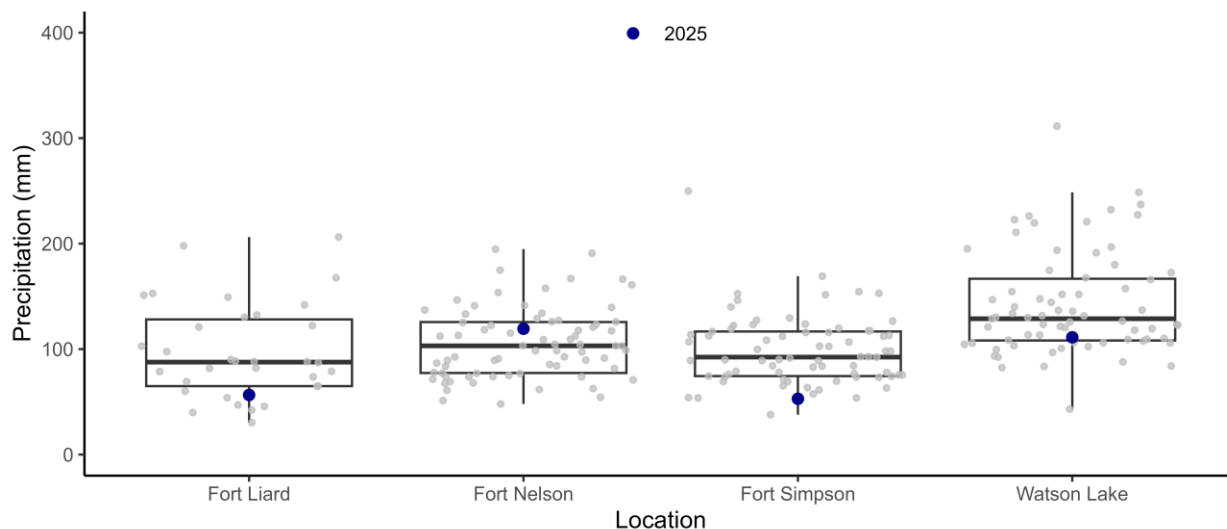 400
2025
300
200
100
0
Precipitation (mm)
Fort Liard
Fort Nelson
Fort Simpson
Watson Lake
Location